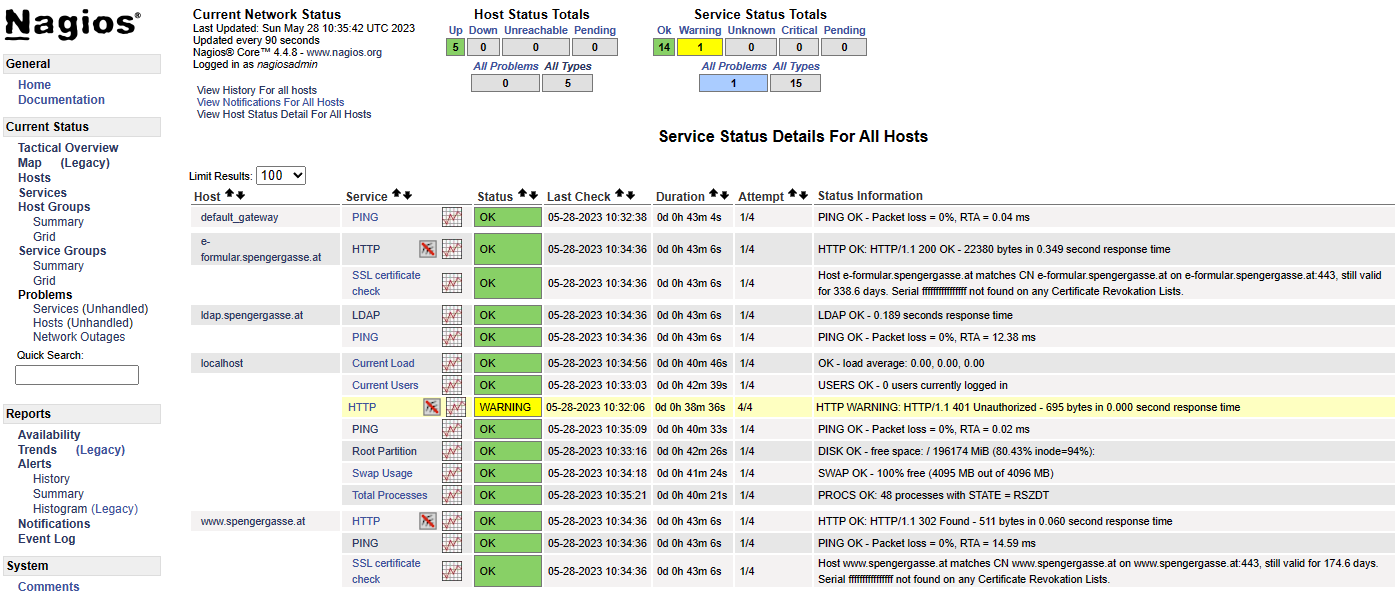 Nagios®
General
Home
Documentation
Current Status
Tactical Overview
Map (Legacy)
Hosts
Services
Host Groups
Summary
Grid
Service Groups
Summary
Grid
Problems
Services (Unhandled)
Hosts (Unhandled)
Network Outages
Quick Search:
Reports
Availability
Trends (Legacy)
Alerts
History
Summary
Histogram (Legacy)
Notifications
Event Log
System
Comments
Current Network Status
Last Updated: Sun May 28 10:35:42 UTC 2023
Updated every 90 seconds
Nagios® Core™ 4.4.8 - www.nagios.org
Logged in as nagiosadmin
View History For all hosts
View Notifications For All Hosts
View Host Status Detail For All Hosts
Host Status Totals
Up Down Unreachable Pending
5 0 0 0
All Problems All Types
0 5
Service Status Totals
Ok Warning Unknown Critical Pending
14 1 0 0 0
All Problems All Types
1 15
Service Status Details For All Hosts
Limit Results: 100
Host Service Status Last Check Duration Attempt Status Information
default_gateway PING OK 05-28-2023 10:32:38 0d 0h 43m 4s 1/4 PING OK - Packet loss = 0%, RTA = 0.04 ms
e-
formular.spengergasse.at HTTP OK 05-28-2023 10:34:36 0d 0h 43m 6s 1/4 HTTP OK: HTTP/1.1 200 OK - 22380 bytes in 0.349 second response time
SSL certificate
check OK 05-28-2023 10:34:36 0d 0h 43m 6s 1/4 Host e-formular.spengergasse.at matches CN e-formular.spengergasse.at on e-formular.spengergasse.at:443, still valid
for 338.6 days. Serial ffffffffffffffff not found on any Certificate Revokation Lists.
ldap.spengergasse.at LDAP OK 05-28-2023 10:34:36 0d 0h 43m 6s 1/4 LDAP OK - 0.189 seconds response time
PING OK 05-28-2023 10:34:36 0d 0h 43m 6s 1/4 PING OK - Packet loss = 0%, RTA = 12.38 ms
localhost Current Load OK 05-28-2023 10:34:56 0d 0h 40m 46s 1/4 OK - load average: 0.00, 0.00, 0.00
Current Users OK 05-28-2023 10:33:03 0d 0h 42m 39s 1/4 USERS OK - 0 users currently logged in
HTTP WARNING 05-28-2023 10:32:06 0d 0h 38m 36s 4/4 HTTP WARNING: HTTP/1.1 401 Unauthorized - 695 bytes in 0.000 second response time
PING OK 05-28-2023 10:35:09 0d 0h 40m 33s 1/4 PING OK - Packet loss = 0%, RTA = 0.02 ms
Root Partition OK 05-28-2023 10:33:16 0d 0h 42m 26s 1/4 DISK OK - free space: / 196174 MiB (80.43% inode=94%):
Swap Usage OK 05-28-2023 10:34:18 0d 0h 41m 24s 1/4 SWAP OK - 100% free (4095 MB out of 4096 MB)
Total Processes OK 05-28-2023 10:35:21 0d 0h 40m 21s 1/4 PROCS OK: 48 processes with STATE = RSZDT
www.spengergasse.at HTTP OK 05-28-2023 10:34:36 0d 0h 43m 6s 1/4 HTTP OK: HTTP/1.1 302 Found - 511 bytes in 0.060 second response time
PING OK 05-28-2023 10:34:36 0d 0h 43m 6s 1/4 PING OK - Packet loss = 0%, RTA = 14.59 ms
SSL certificate
check OK 05-28-2023 10:34:36 0d 0h 43m 6s 1/4 Host www.spengergasse.at matches CN www.spengergasse.at on www.spengergasse.at:443, still valid for 174.6 days.
Serial ffffffffffffffff not found on any Certificate Revokation Lists.